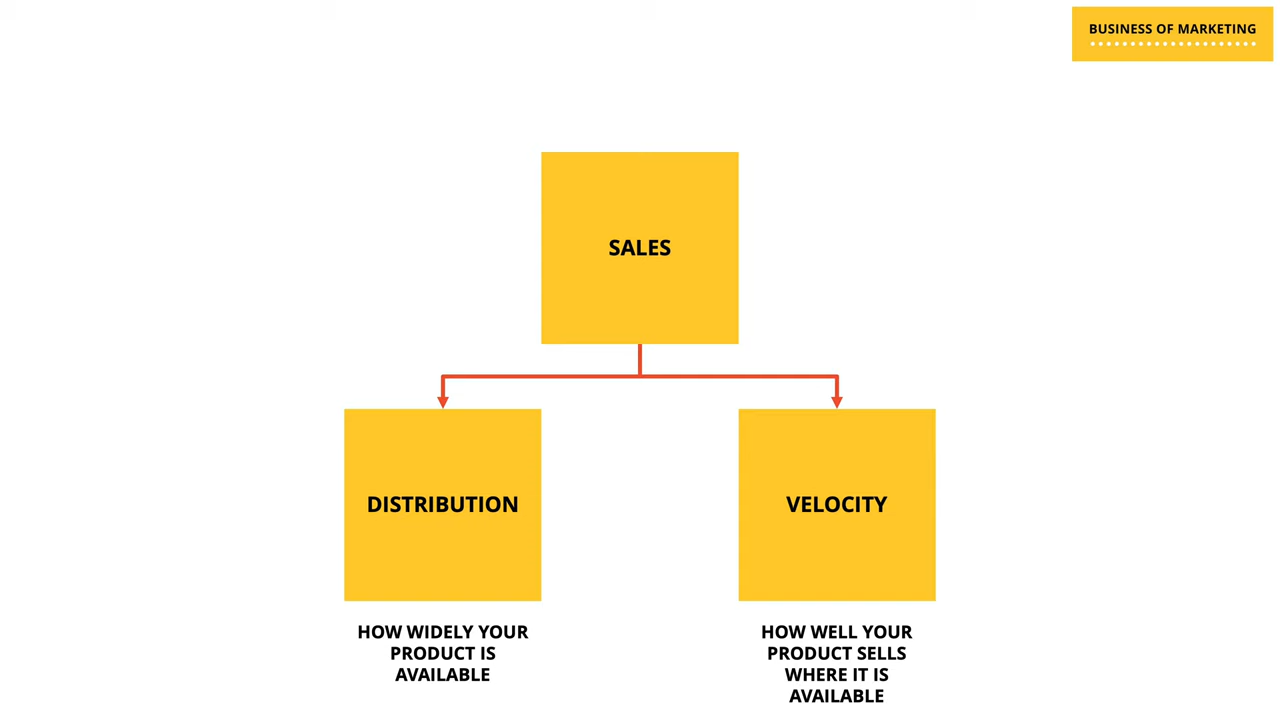 BUSINESS OF MARKETING
SALES
DISTRIBUTION
VELOCITY
HOW WIDELY YOUR
PRODUCT IS
AVAILABLE
HOW WELL YOUR
PRODUCT SELLS
WHERE IT IS
AVAILABLE